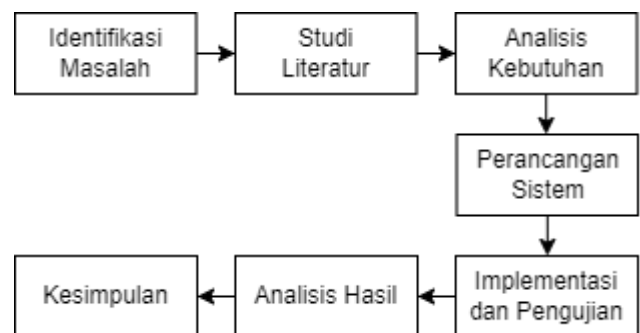 Identifikasi
Masalah
Studi
Literatur
Analisis
Kebutuhan
Perancangan
Sistem
Implementasi
dan Pengujian
Analisis Hasil
Kesimpulan